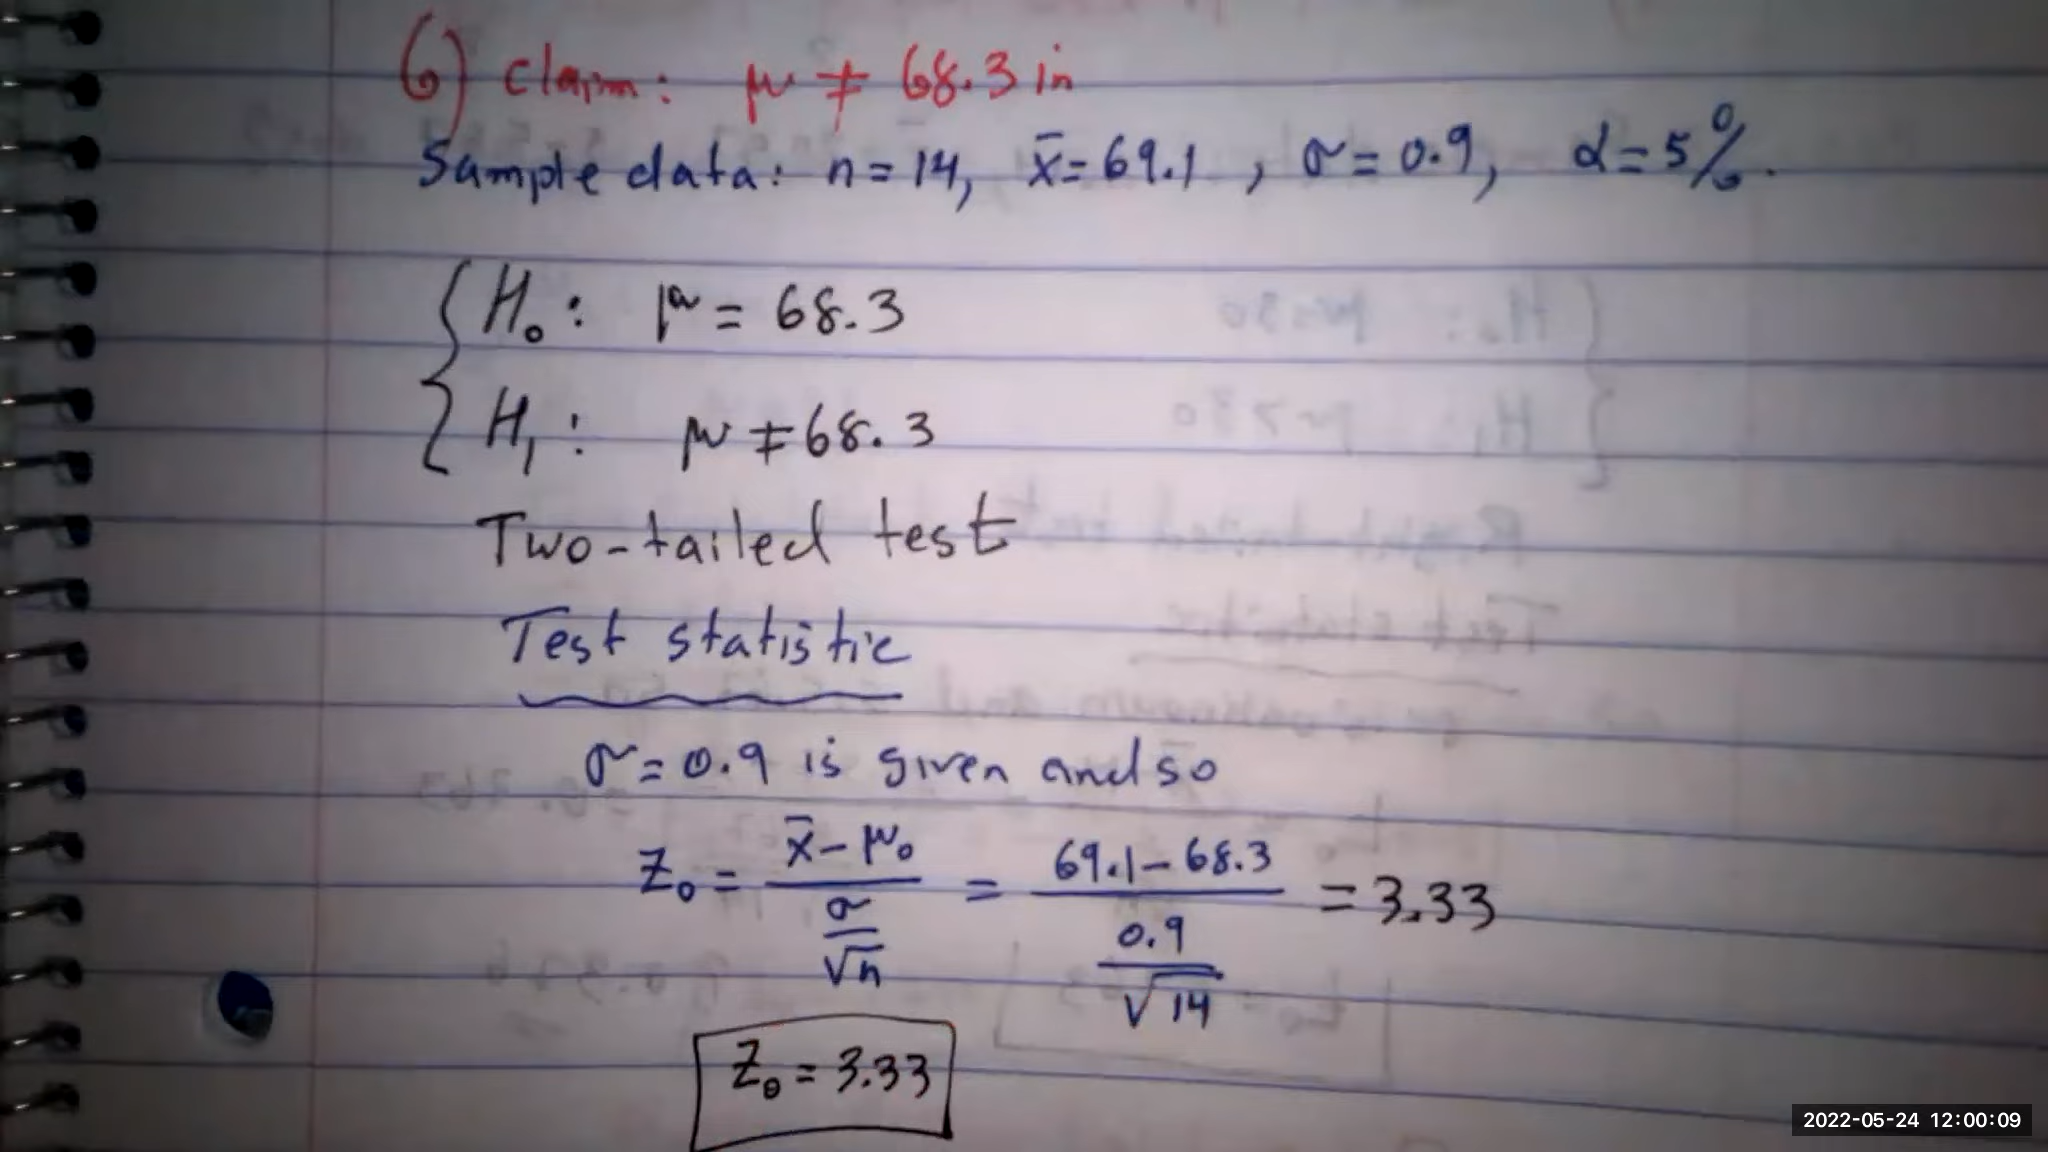 6) claim: μ ≠ 68.3 in
Sample data: n = 14, x̄ = 69.1 , σ = 0.9, α = 5%.
H₀: μ = 68.3
H₁: μ ≠ 68.3
Two-tailed test
Test statistic
σ = 0.9 is given and so
Z₀ = (x̄ - μ₀) / (σ/√n) = (69.1 - 68.3) / (0.9/√14) = 3.33
Z₀ = 3.33
2022-05-24 12:00:09